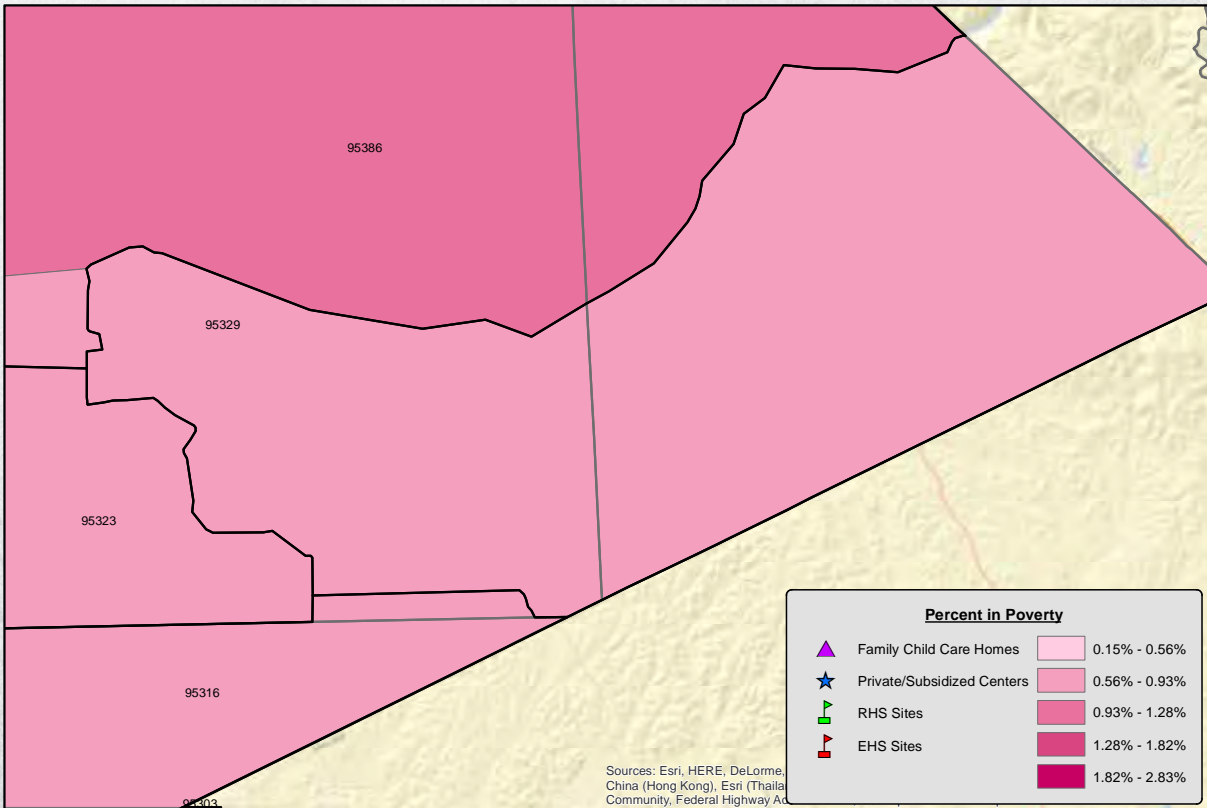 95386
95329
95323
95316
95303
Percent in Poverty
Family Child Care Homes
0.15% - 0.56%
Private/Subsidized Centers
0.56% - 0.93%
RHS Sites
0.93% - 1.28%
EHS Sites
1.28% - 1.82%
1.82% - 2.83%
Sources: Esri, HERE, DeLorme,
China (Hong Kong), Esri
Community, Federal Highway